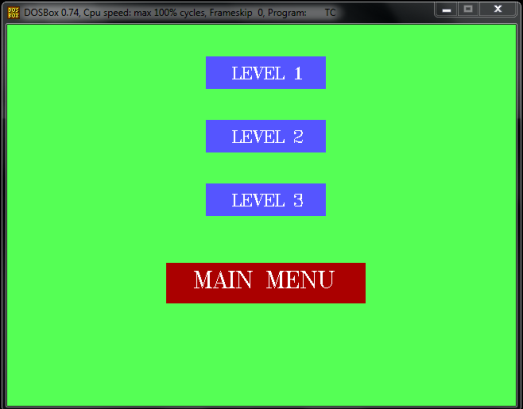 DOSBox 0.74, Cpu speed: max 100% cycles, Frameskip 0, Program: TC
LEVEL 1
LEVEL 2
LEVEL 3
MAIN MENU